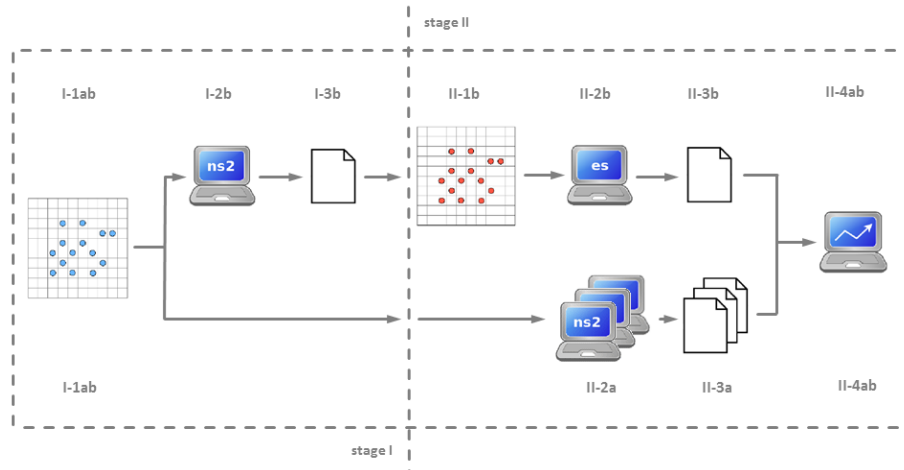 stage II
I-1ab
I-2b
I-3b
II-1b
II-2b
II-3b
II-4ab
ns2
es
ns2
I-1ab
II-2a
II-3a
II-4ab
stage I